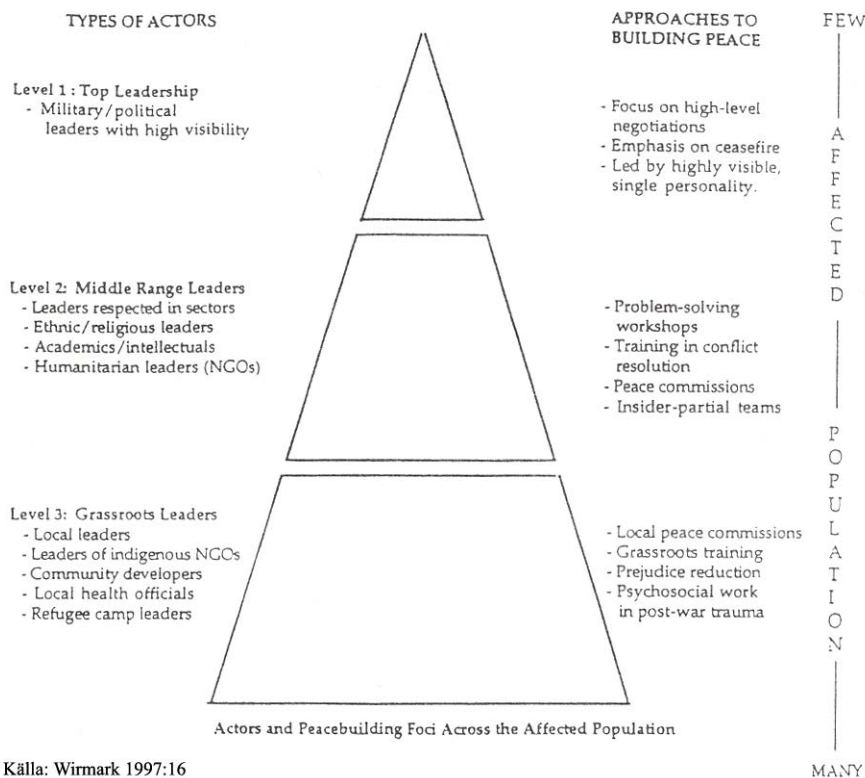 TYPES OF ACTORS
Level 1 : Top Leadership
- Military/political
leaders with high visibility
Level 2: Middle Range Leaders
- Leaders respected in sectors
- Ethnic/religious leaders
- Academics/intellectuals
- Humanitarian leaders (NGOs)
Level 3: Grassroots Leaders
- Local leaders
- Leaders of indigenous NGOs
- Community developers
- Local health officials
- Refugee camp leaders
APPROACHES TO
BUILDING PEACE
- Focus on high-level
negotiations
- Emphasis on ceasefire
- Led by highly visible,
single personality.
- Problem-solving
workshops
- Training in conflict
resolution
- Peace commissions
- Insider-partial teams
- Local peace commissions
- Grassroots training
- Prejudice reduction
- Psychosocial work
in post-war trauma
FEW
AFFECTED
POPULATION
MANY
Actors and Peacebuilding Foci Across the Affected Population
Källa: Wirmark 1997:16